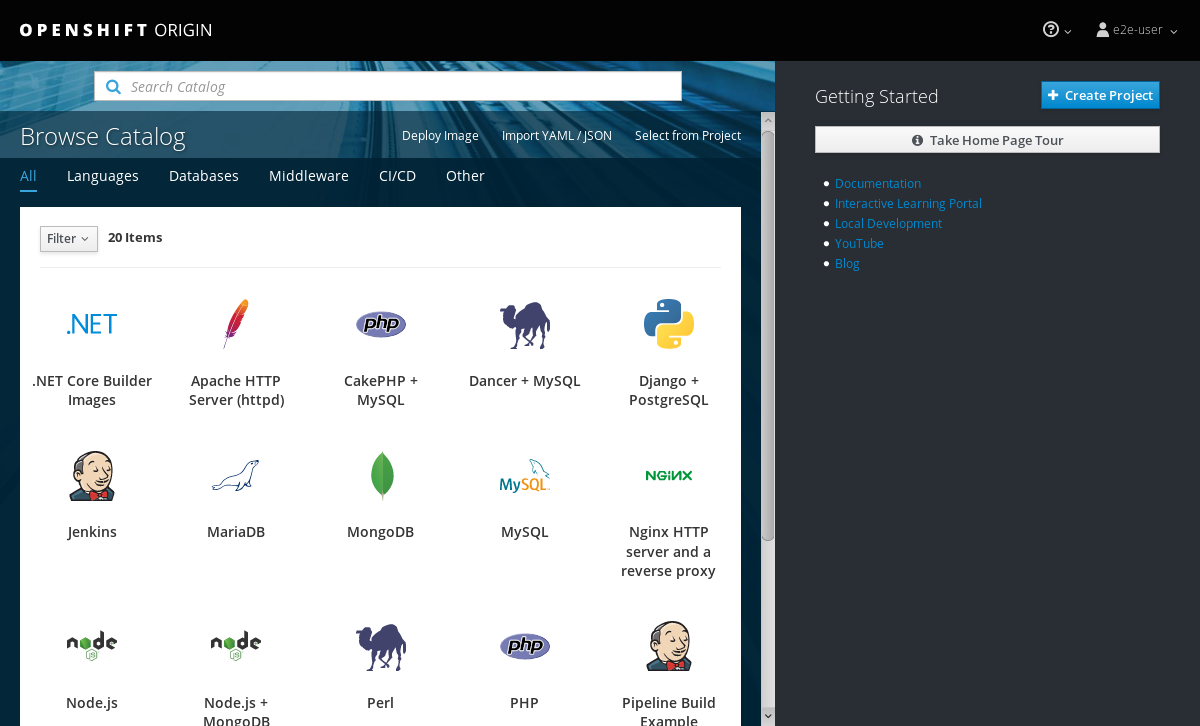 OPENSHIFT ORIGIN
e2e-user
Search Catalog
Browse Catalog
Deploy Image
Import YAML / JSON
Select from Project
All
Languages
Databases
Middleware
CI/CD
Other
Filter
20 Items
.NET
php
.NET Core Builder
Images
Apache HTTP
Server (httpd)
CakePHP +
MySQL
Dancer + MySQL
Django +
PostgreSQL
MySQL
NGINX
Jenkins
MariaDB
MongoDB
MySQL
Nginx HTTP
server and a
reverse proxy
node
JS
node
JS
php
Node.js
Node.js +
MongoDB
Perl
PHP
Pipeline Build
Example
Getting Started
Create Project
Take Home Page Tour
Documentation
Interactive Learning Portal
Local Development
YouTube
Blog